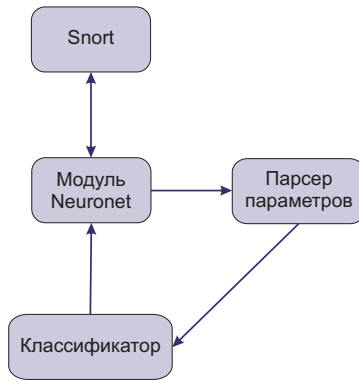 Snort
Модуль
Neuronet
Парсер
параметров
Классификатор